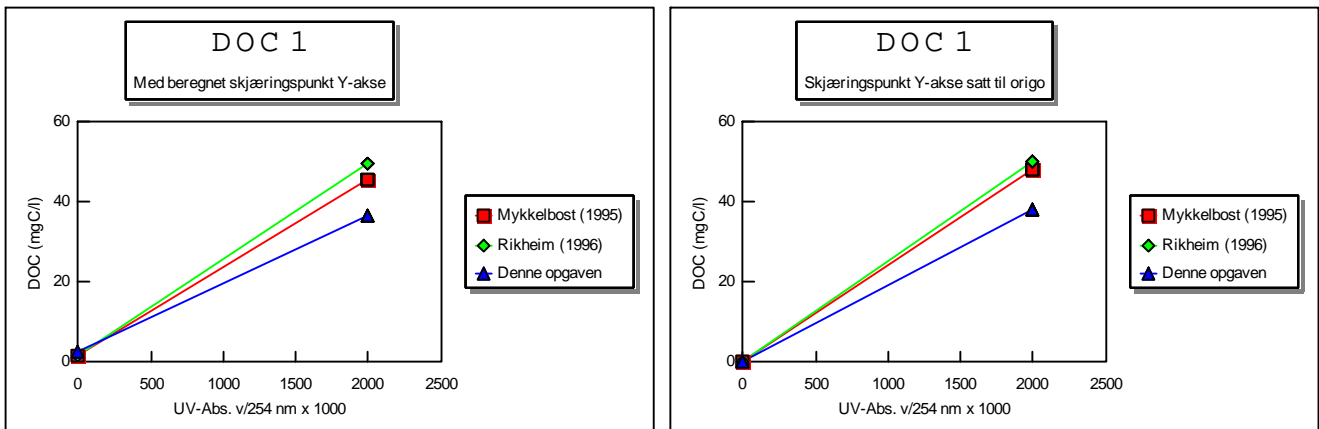 DOC 1
Med beregnet skjæringspunkt Y-akse
60
40
20
0
DOC (mgC/l)
0 500 1000 1500 2000 2500
UV-Abs. v/254 nm x 1000
Mykkelbost (1995)
Rikheim (1996)
Denne opgaven
DOC 1
Skjæringspunkt Y-akse satt til origo
60
40
20
0
DOC (mgC/l)
0 500 1000 1500 2000 2500
UV-Abs. v/254 nm x 1000
Mykkelbost (1995)
Rikheim (1996)
Denne opgaven